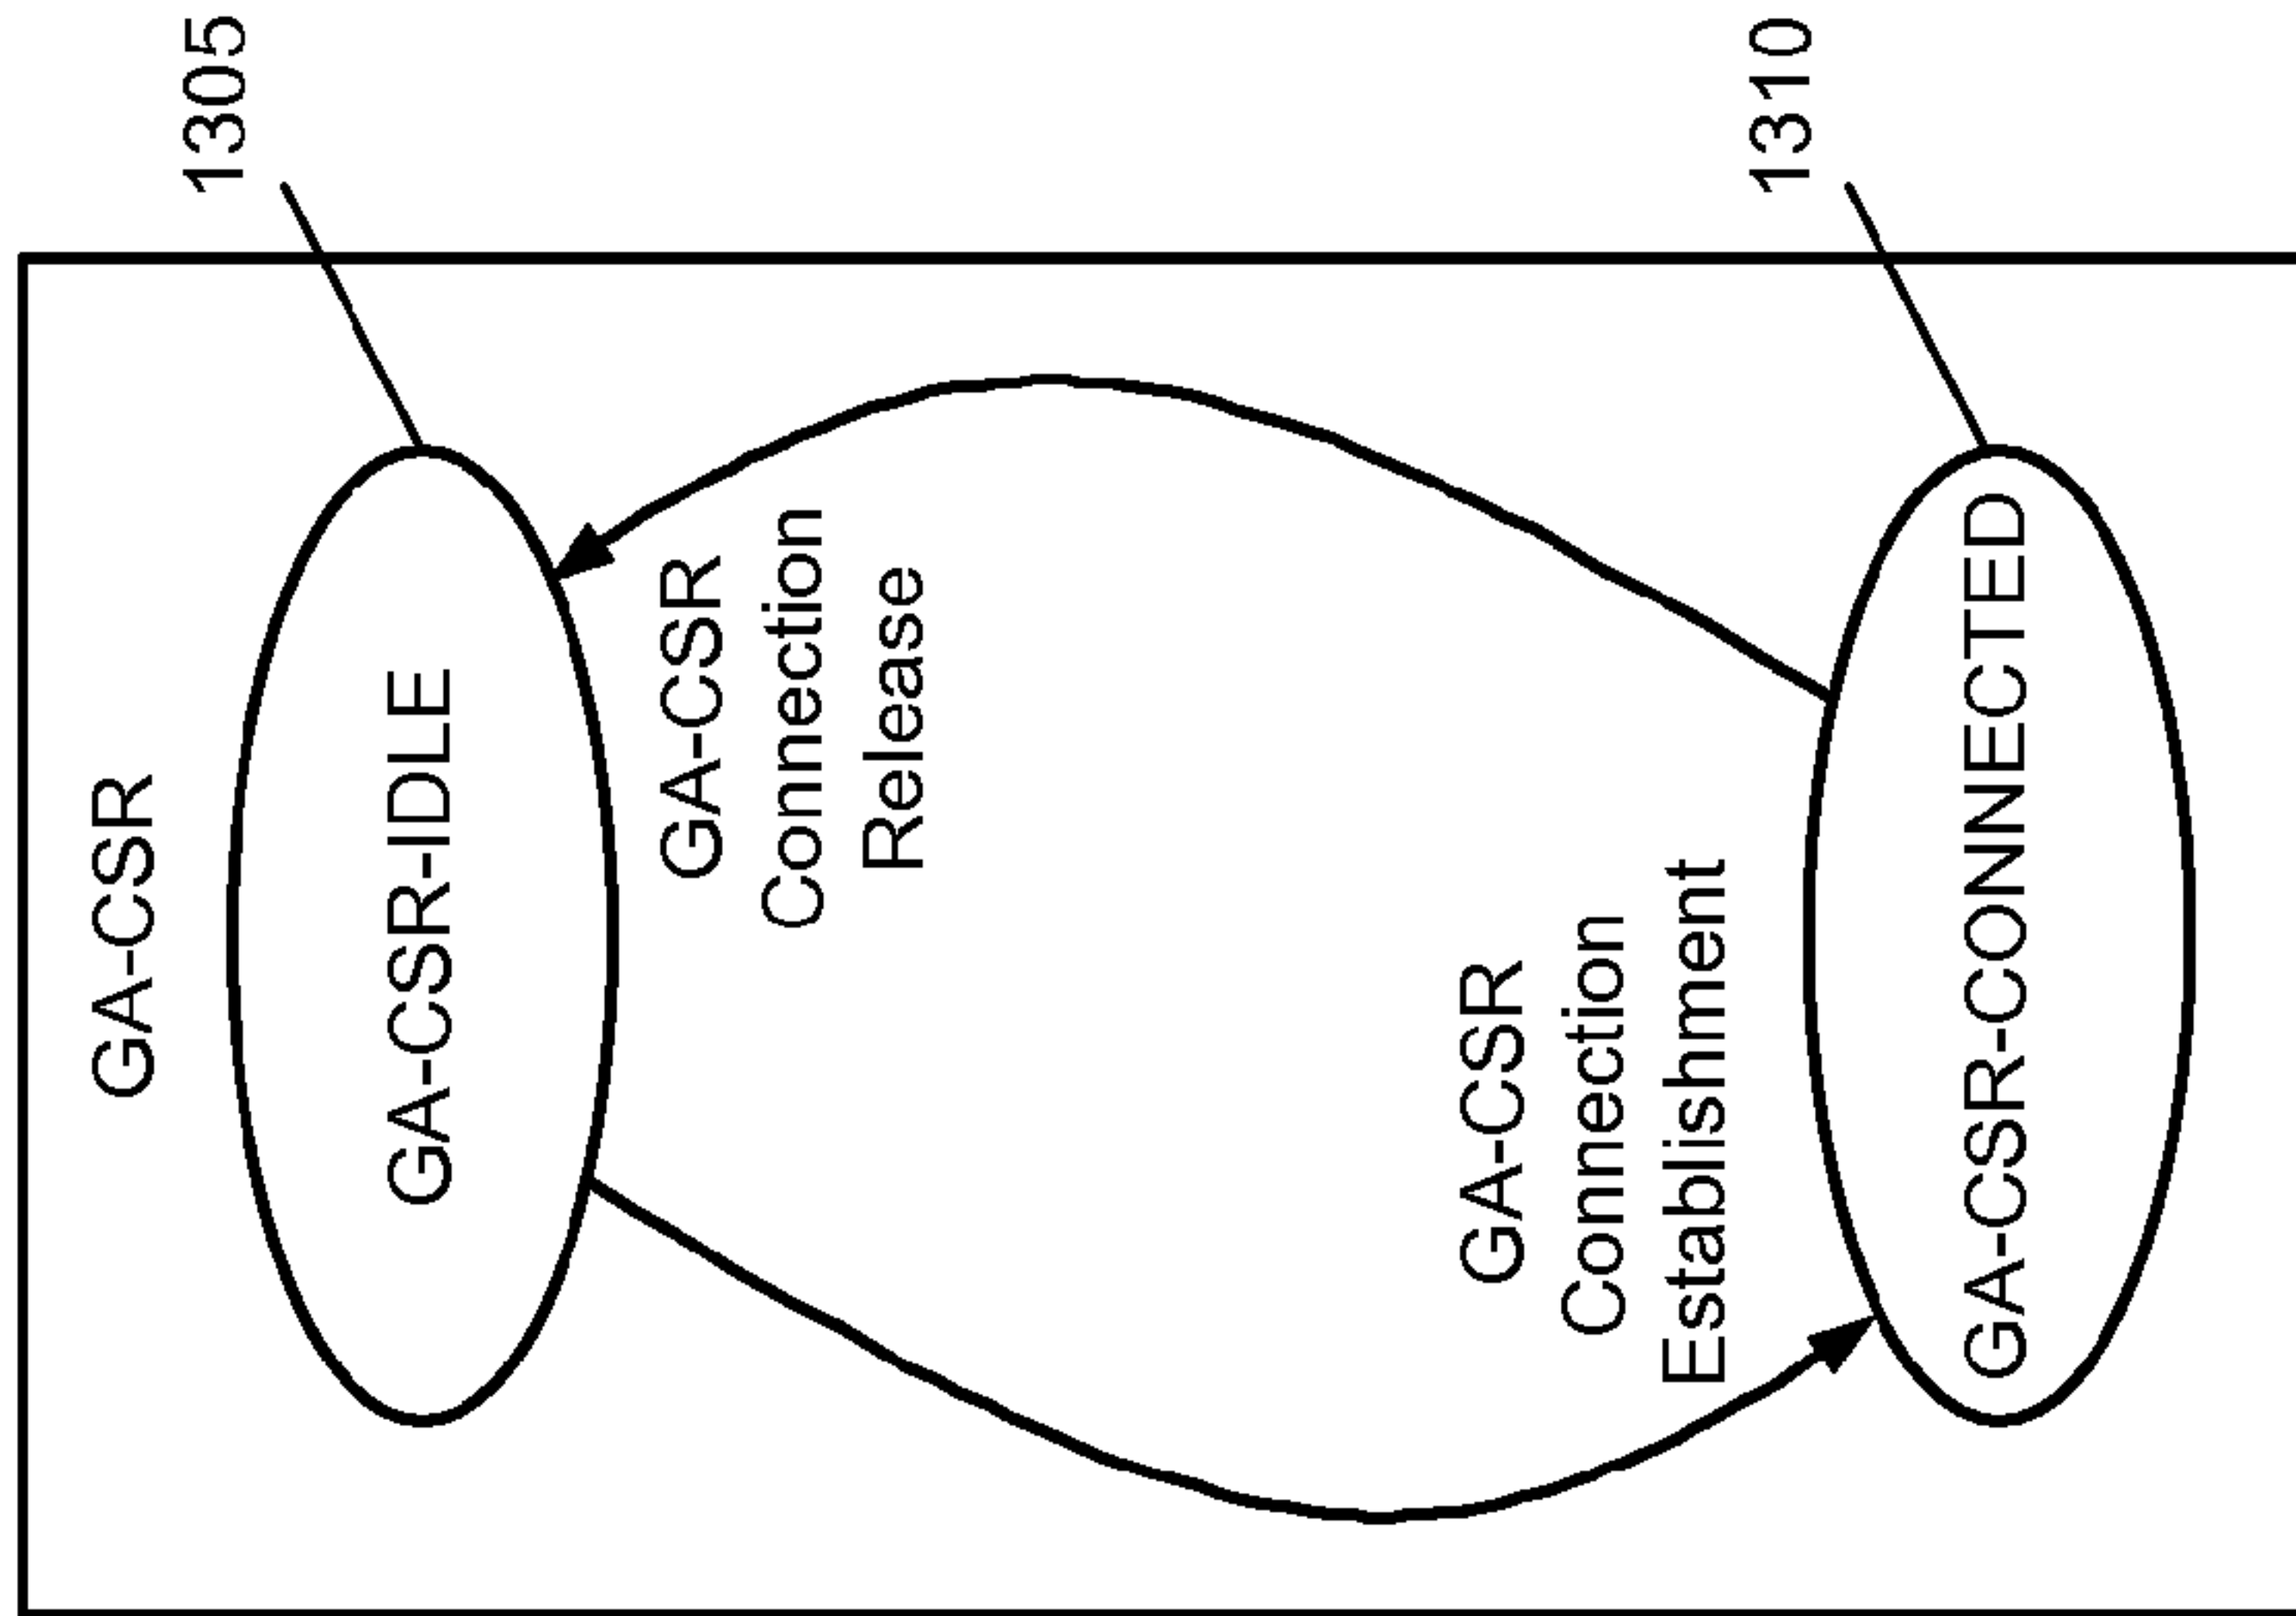 GA-CSR
1305
GA-CSR-IDLE
GA-CSR
Connection
Release
GA-CSR
Connection
Establishment
1310
GA-CSR-CONNECTED